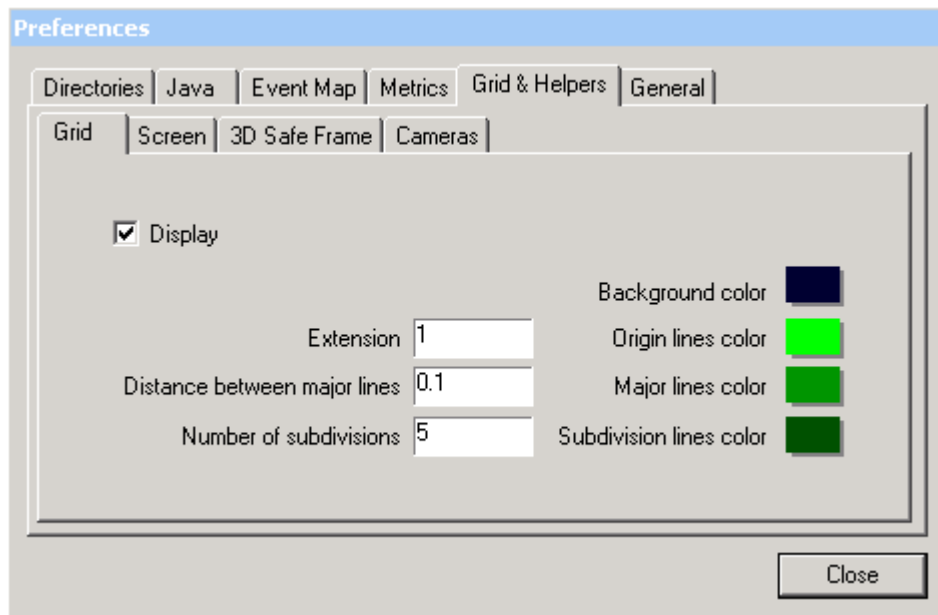 Preferences
Directories Java Event Map Metrics Grid & Helpers General
Grid Screen 3D Safe Frame Cameras
Display
Background color
Extension 1 Origin lines color
Distance between major lines 0.1 Major lines color
Number of subdivisions 5 Subdivision lines color
Close